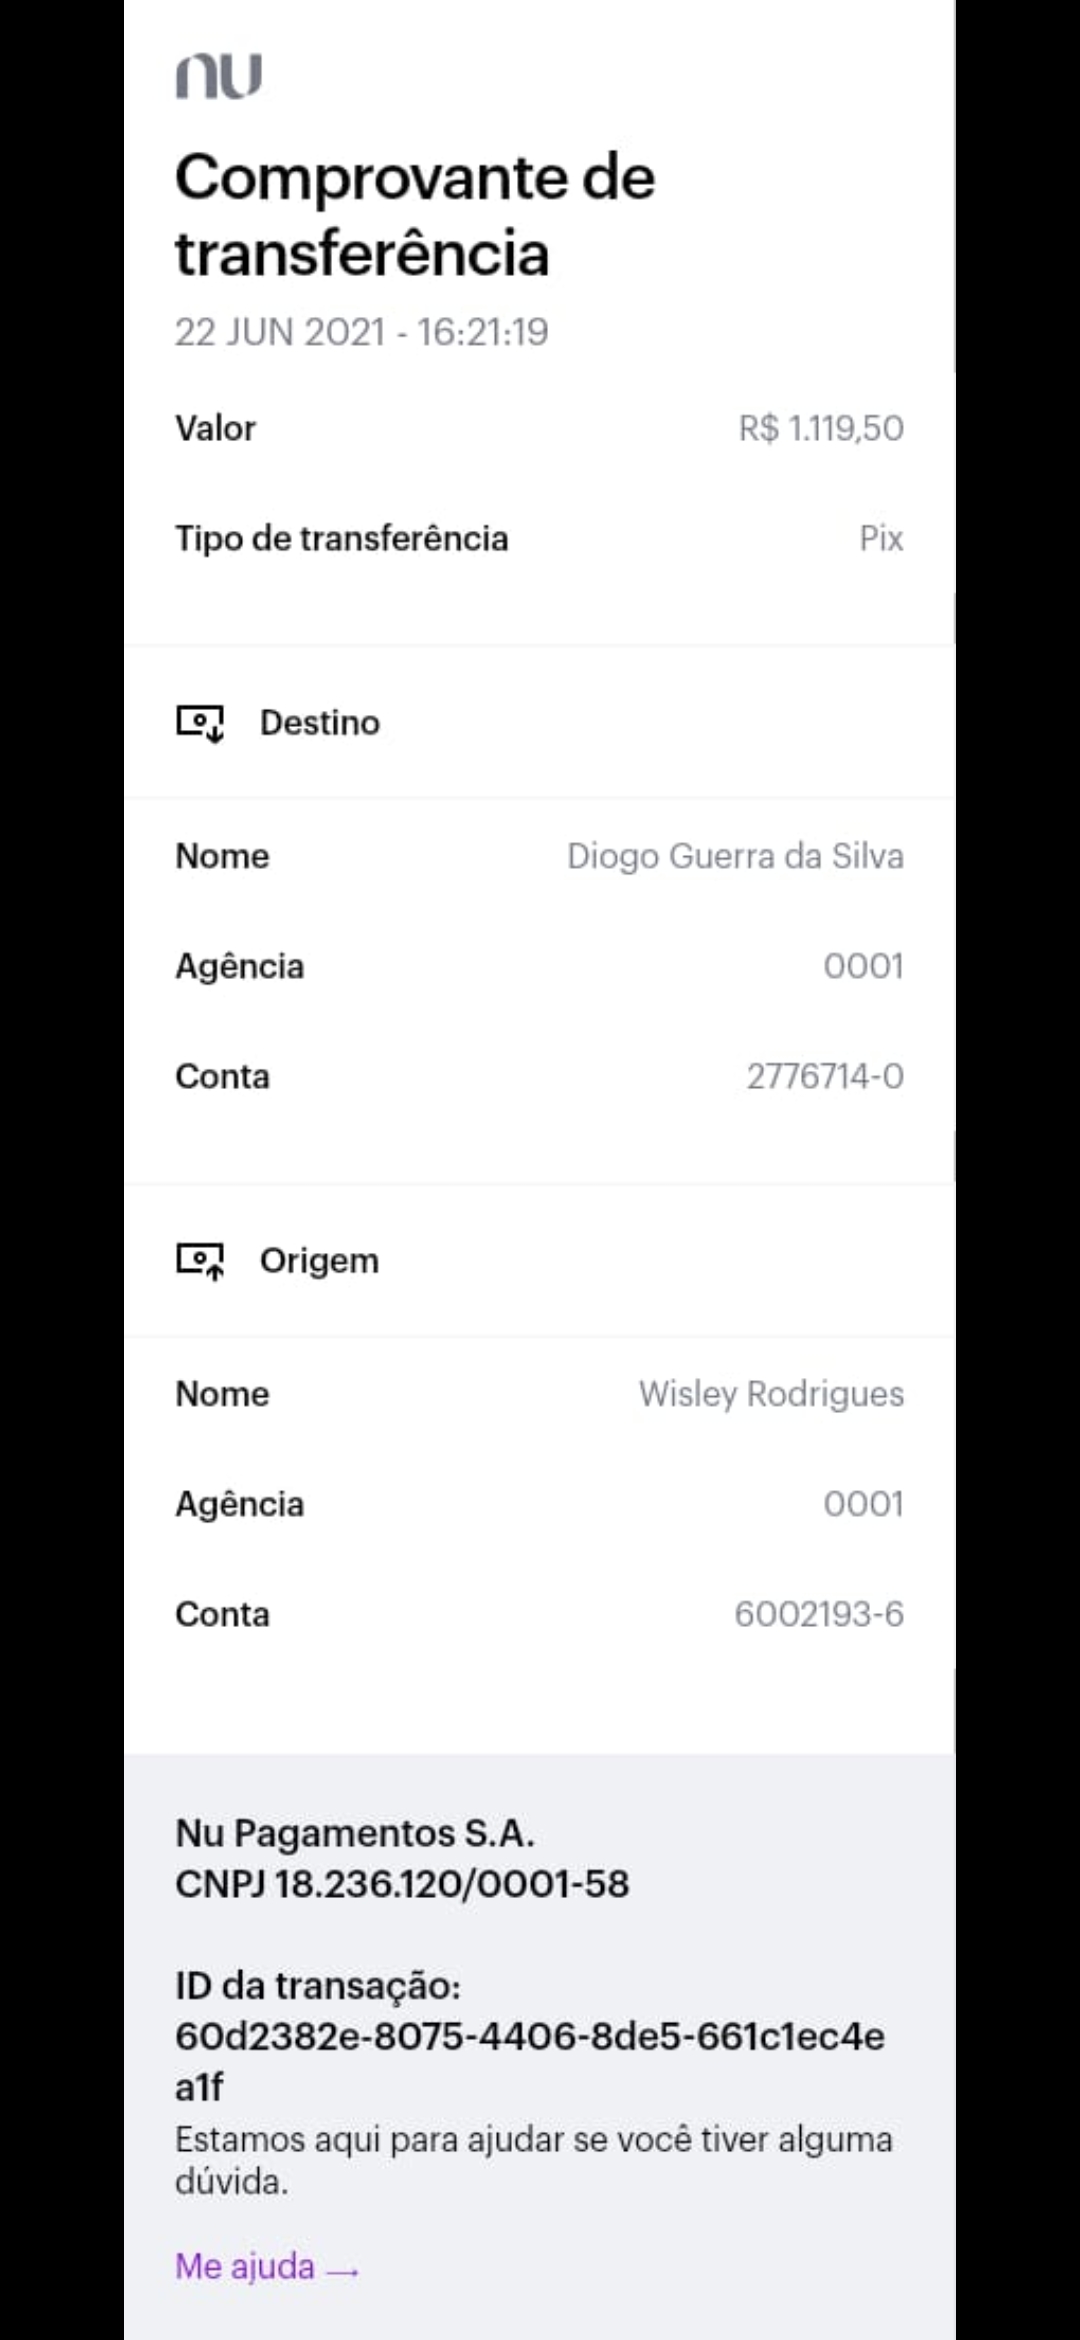 nu
Comprovante de
transferência
22 JUN 2021 - 16:21:19
Valor R$ 1.119,50
Tipo de transferência Pix
Destino
Nome Diogo Guerra da Silva
Agência 0001
Conta 2776714-0
Origem
Nome Wisley Rodrigues
Agência 0001
Conta 6002193-6
Nu Pagamentos S.A.
CNPJ 18.236.120/0001-58
ID da transação:
60d2382e-8075-4406-8de5-661c1ec4e
a1f
Estamos aqui para ajudar se você tiver alguma
dúvida.
Me ajuda →